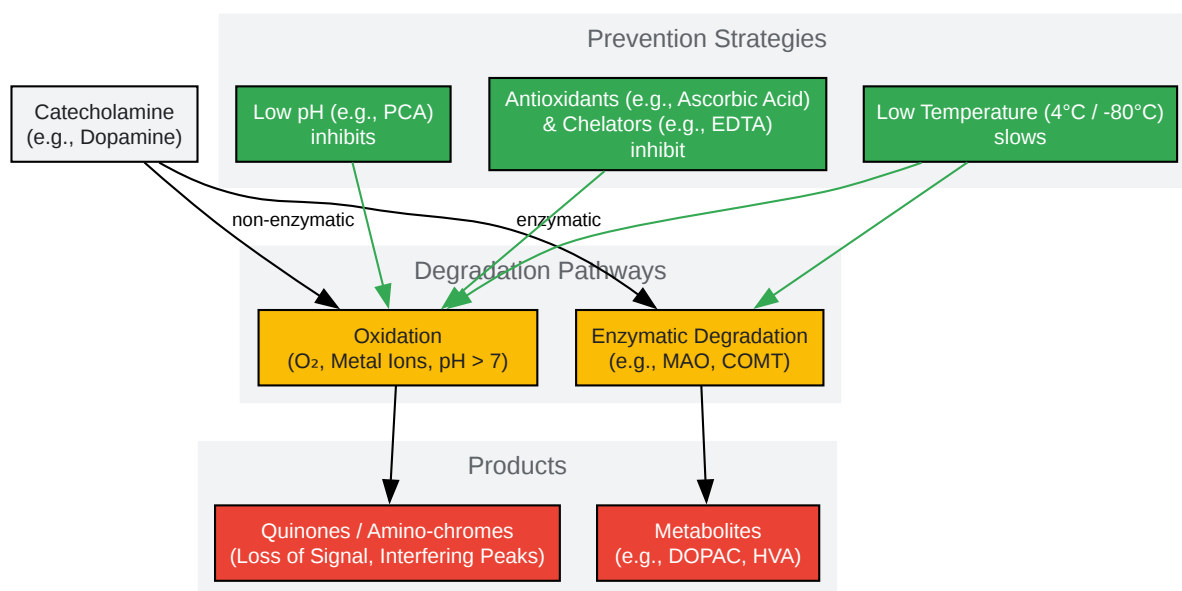 Prevention Strategies
Catecholamine
(e.g., Dopamine)
Low pH (e.g., PCA)
inhibits
Antioxidants (e.g., Ascorbic Acid)
& Chelators (e.g., EDTA)
inhibit
Low Temperature (4°C / -80°C)
slows
non-enzymatic
enzymatic
Degradation Pathways
Oxidation
(O₂, Metal Ions, pH > 7)
Enzymatic Degradation
(e.g., MAO, COMT)
Products
Quinones / Amino-chromes
(Loss of Signal, Interfering Peaks)
Metabolites
(e.g., DOPAC, HVA)